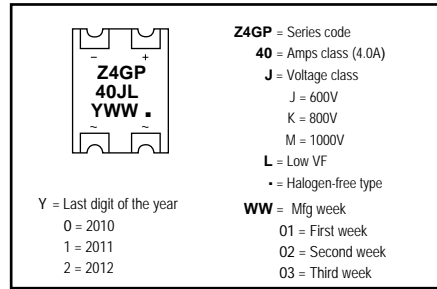 − +
Z4GP
40JL
YWW ▪
~ ~
Y = Last digit of the year
0 = 2010
1 = 2011
2 = 2012
Z4GP = Series code
40 = Amps class (4.0A)
J = Voltage class
J = 600V
K = 800V
M = 1000V
L = Low VF
▪ = Halogen-free type
WW = Mfg week
01 = First week
02 = Second week
03 = Third week